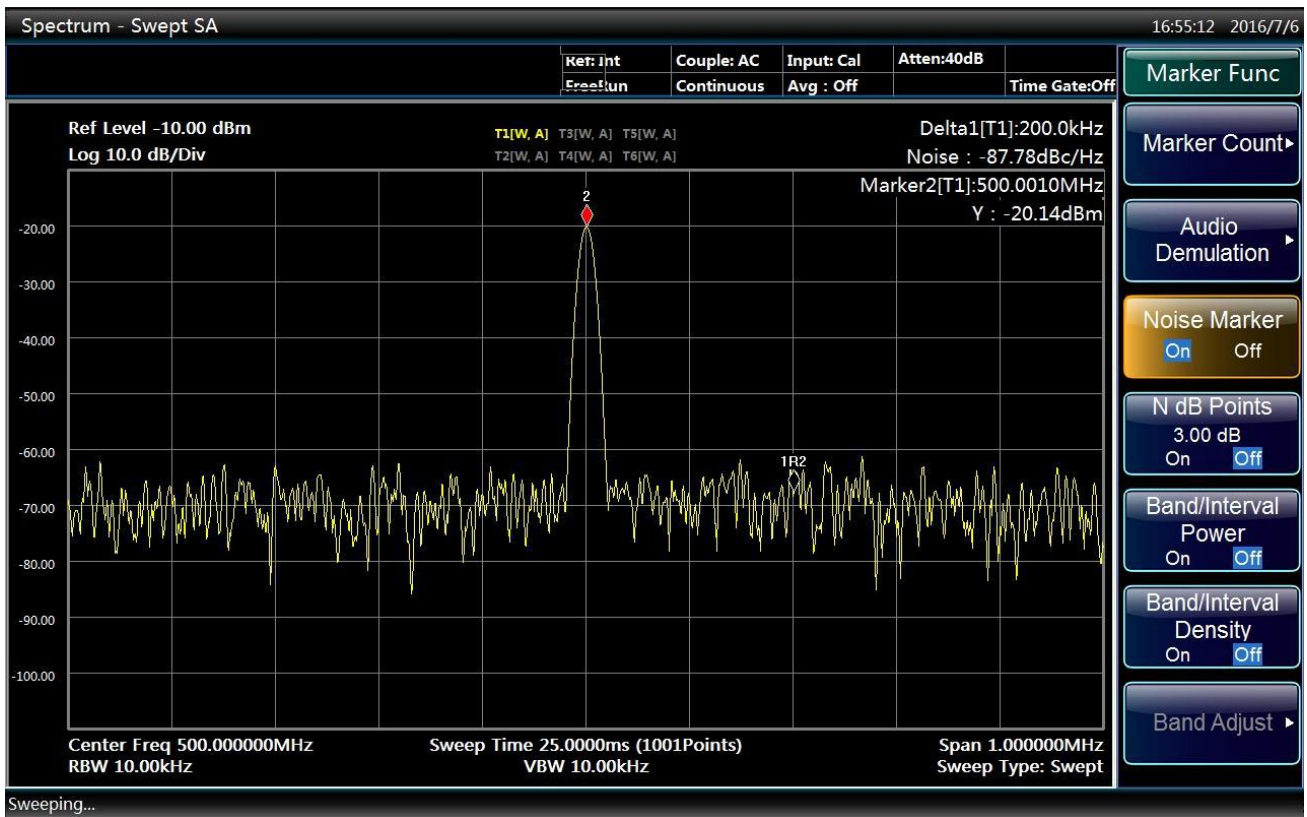 Spectrum - Swept SA
16:55:12 2016/7/6
Ref: Int Couple: AC Input: Cal Atten:40dB
FreeRun Continuous Avg : Off Time Gate:Off
Ref Level -10.00 dBm
Log 10.0 dB/Div
T1[W, A] T3[W, A] T5[W, A]
T2[W, A] T4[W, A] T6[W, A]
Delta1[T1]:200.0kHz
Noise : -87.78dBc/Hz
Marker2[T1]:500.0010MHz
Y : -20.14dBm
2
1R2
-20.00
-30.00
-40.00
-50.00
-60.00
-70.00
-80.00
-90.00
-100.00
Center Freq 500.000000MHz Sweep Time 25.0000ms (1001Points) Span 1.000000MHz
RBW 10.00kHz VBW 10.00kHz Sweep Type: Swept
Sweeping...
Marker Func
Marker Count
Audio
Demulation
Noise Marker
On Off
N dB Points
3.00 dB
On Off
Band/Interval
Power
On Off
Band/Interval
Density
On Off
Band Adjust